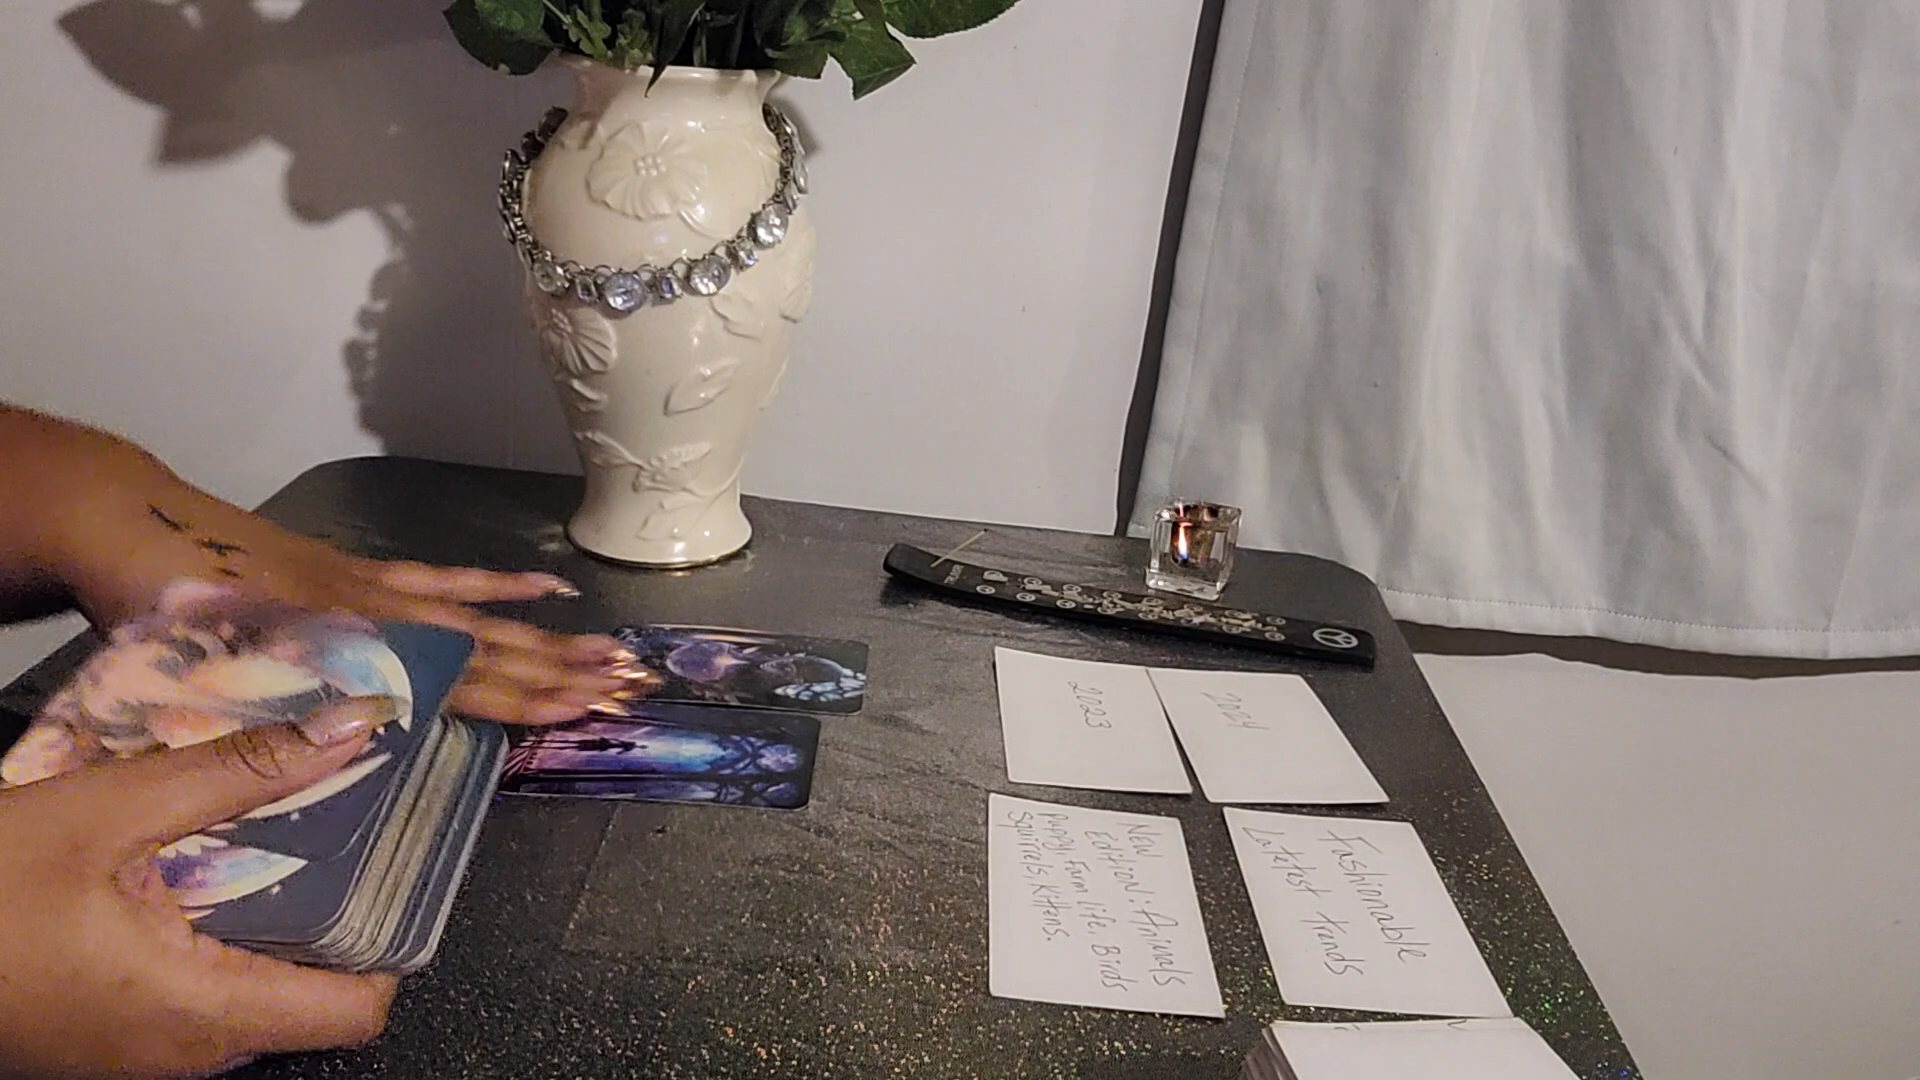 2023
2024
New
Edition: Animals
Puppy, Farm life, Birds
Squirrels, Kittens.
Fashionable
Latest trends